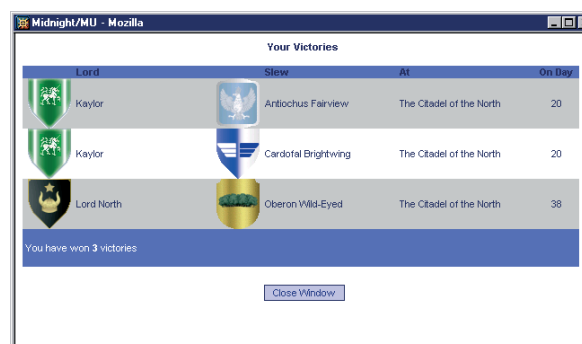 Midnight/MU - Mozilla
Your Victories
Lord Slew At On Day
Kaylor Antiochus Fairview The Citadel of the North 20
Kaylor Cardofal Brightwing The Citadel of the North 20
Lord North Oberon Wild-Eyed The Citadel of the North 38
You have won 3 victories
Close Window